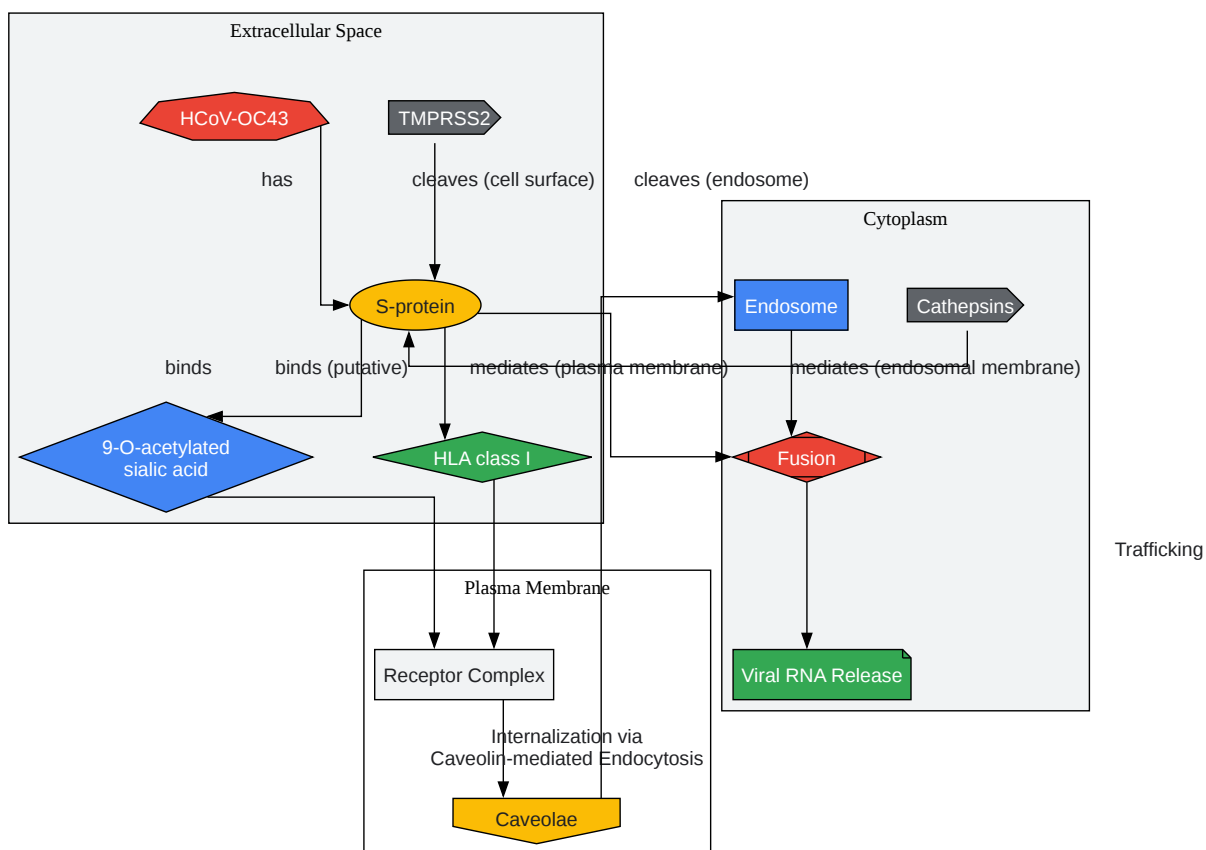 Extracellular Space
HCoV-OC43
TMPRSS2
has
cleaves (cell surface)
cleaves (endosome)
Cytoplasm
S-protein
Endosome
Cathepsins
binds
binds (putative)
mediates (plasma membrane)
mediates (endosomal membrane)
9-O-acetylated
sialic acid
HLA class I
Fusion
Trafficking
Plasma Membrane
Receptor Complex
Viral RNA Release
Internalization via
Caveolin-mediated Endocytosis
Caveolae